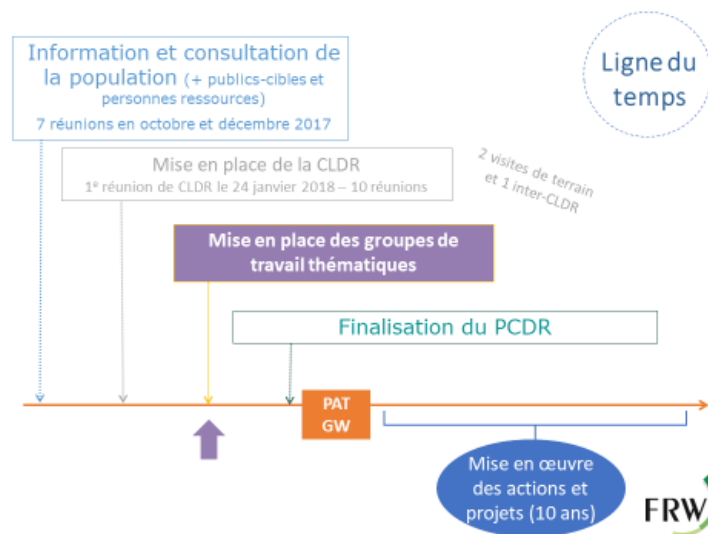 Information et consultation de
la population (+ publics-cibles et
personnes ressources)
7 réunions en octobre et décembre 2017
Ligne du
temps
Mise en place de la CLDR
1e réunion de CLDR le 24 janvier 2018 – 10 réunions
2 visites de terrain
et 1 inter-CLDR
Mise en place des groupes de
travail thématiques
Finalisation du PCDR
PAT
GW
Mise en œuvre
des actions et
projets (10 ans)
FRW